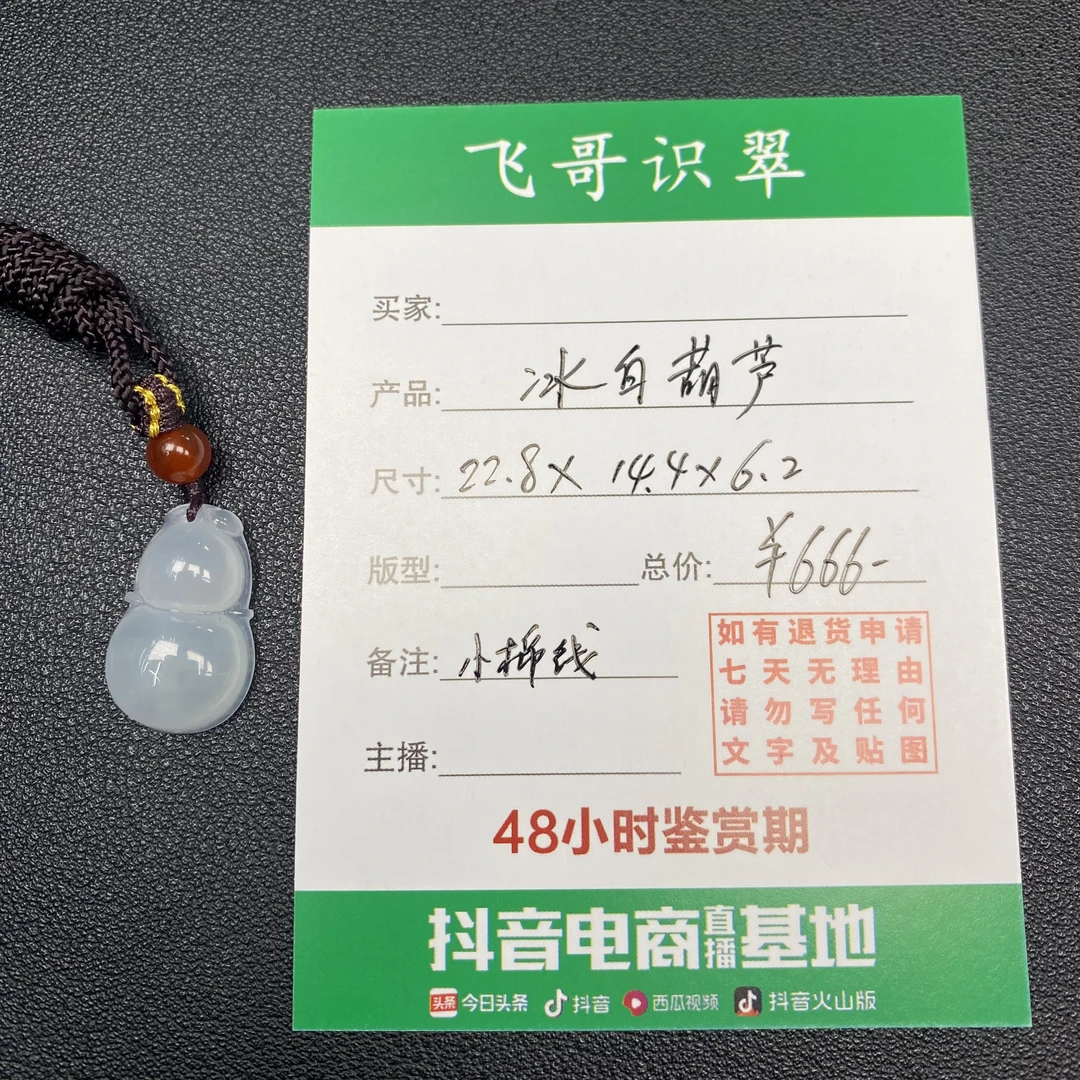 飞哥识翠
买家:
产品: 冰白葫芦
尺寸: 22.8X 14.4X6.2
版型: 总价: ¥666-
备注: 小棉线
主播:
如有退货申请
七天无理由
请勿写任何
文字及贴图
48小时鉴赏期
抖音电商直播基地
头条 今日头条 抖音 西瓜视频 抖音火山版